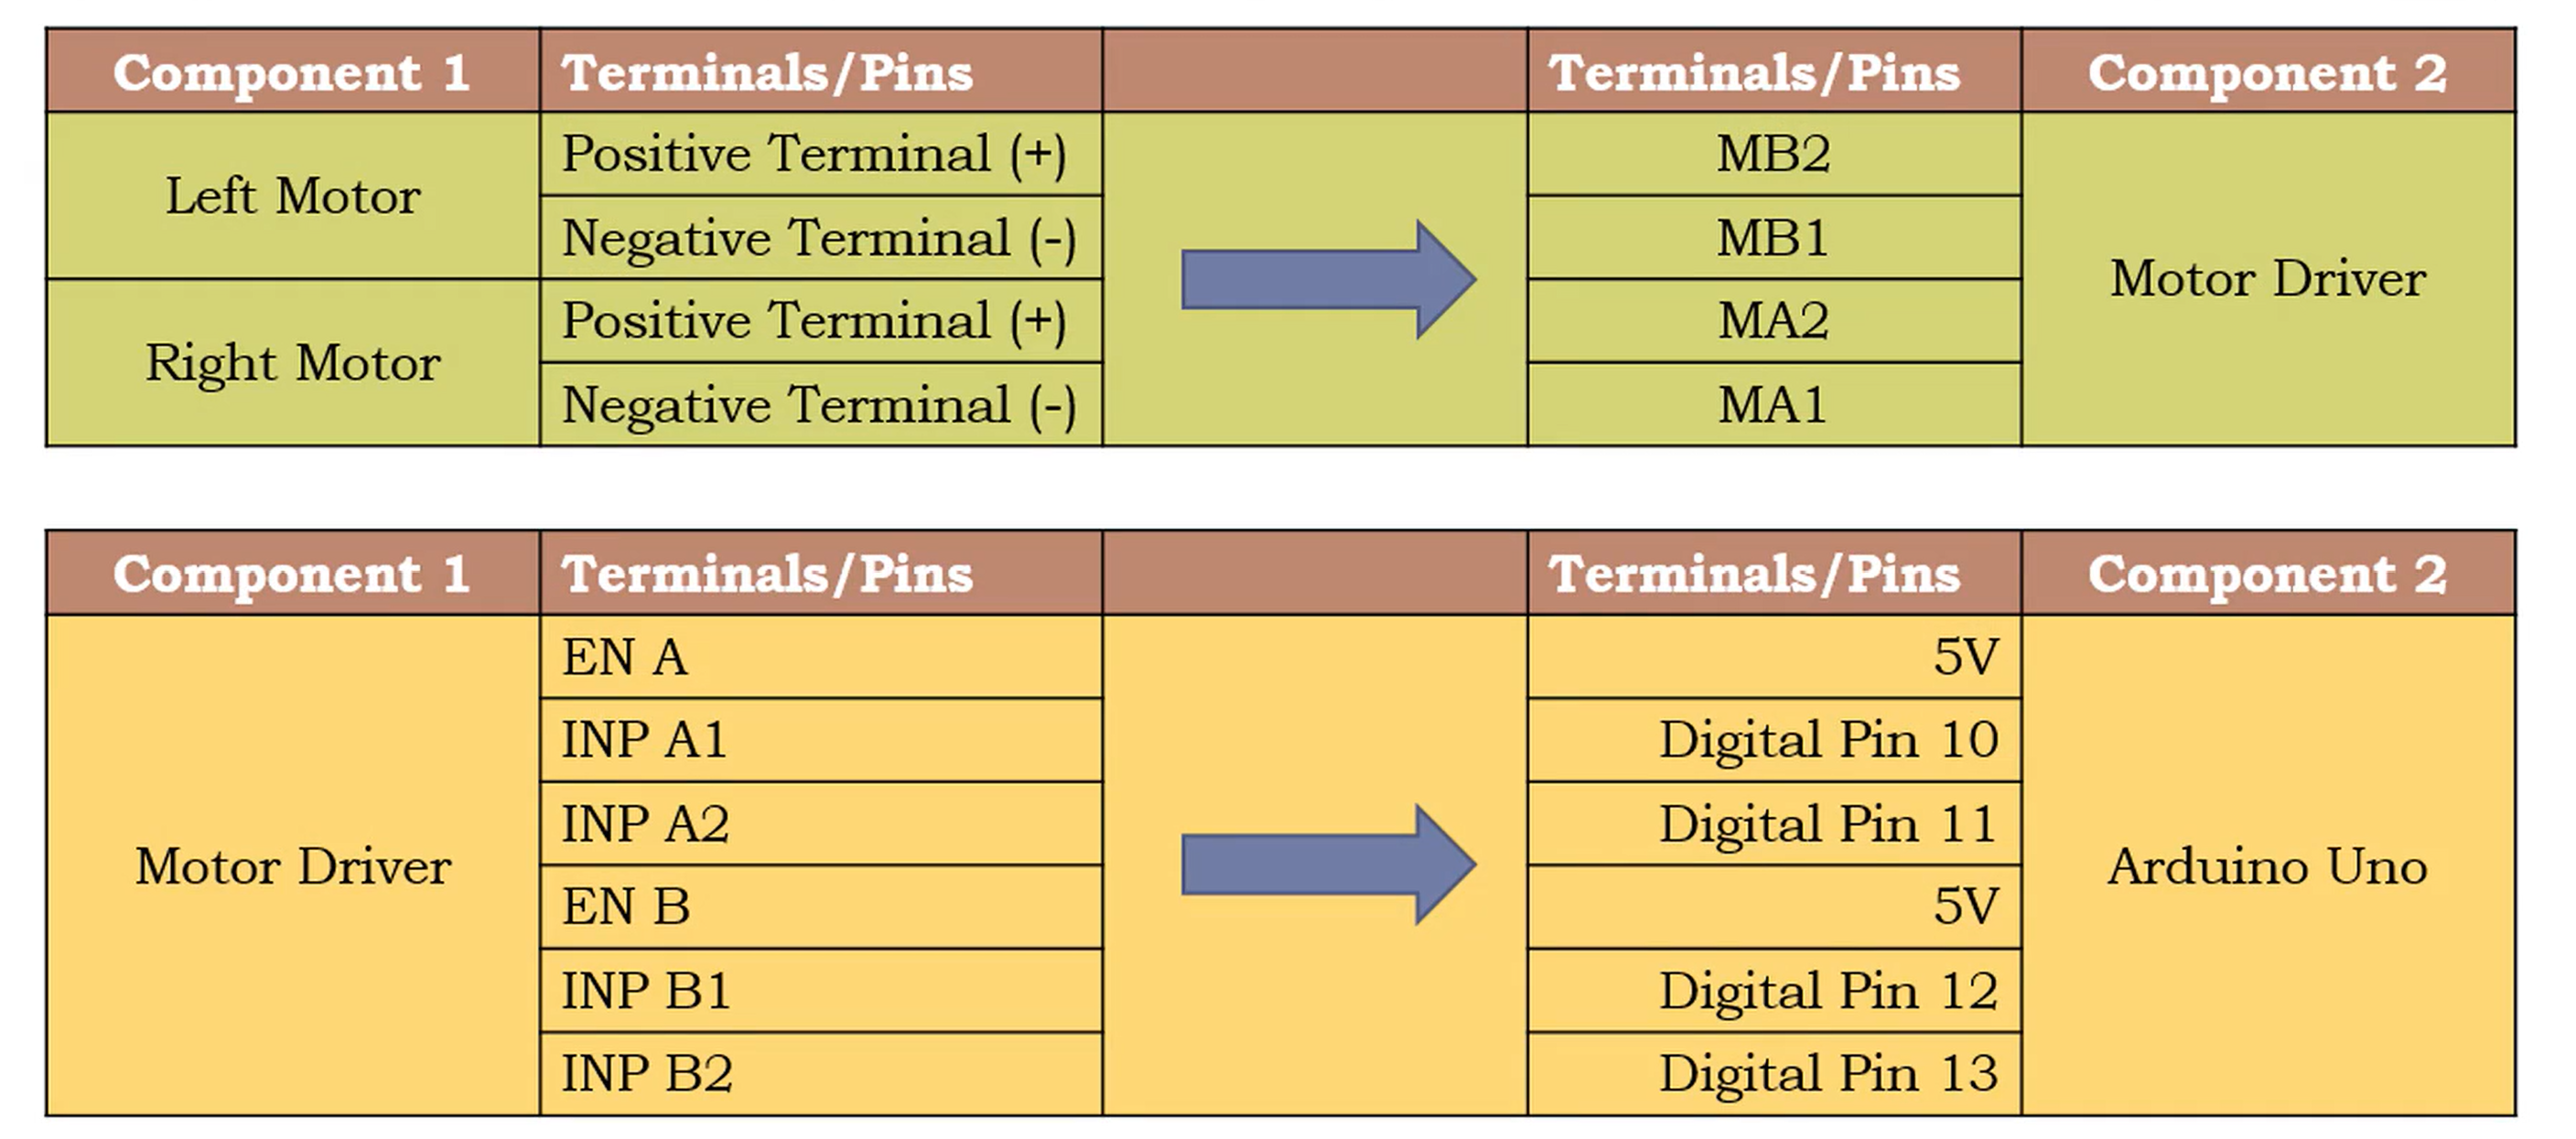 Component 1 Terminals/Pins Terminals/Pins Component 2
Left Motor
Positive Terminal (+) MB2
Negative Terminal (-) MB1
Motor Driver
Right Motor
Positive Terminal (+) MA2
Negative Terminal (-) MA1
Component 1 Terminals/Pins Terminals/Pins Component 2
Motor Driver
EN A 5V
INP A1 Digital Pin 10
INP A2 Digital Pin 11
EN B 5V
INP B1 Digital Pin 12
INP B2 Digital Pin 13
Arduino Uno